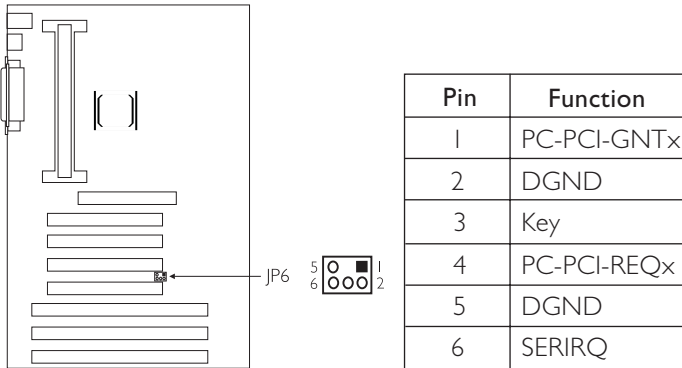 JP6
5 1
6 2
Pin Function
1 PC-PCI-GNTx
2 DGND
3 Key
4 PC-PCI-REQx
5 DGND
6 SERIRQ